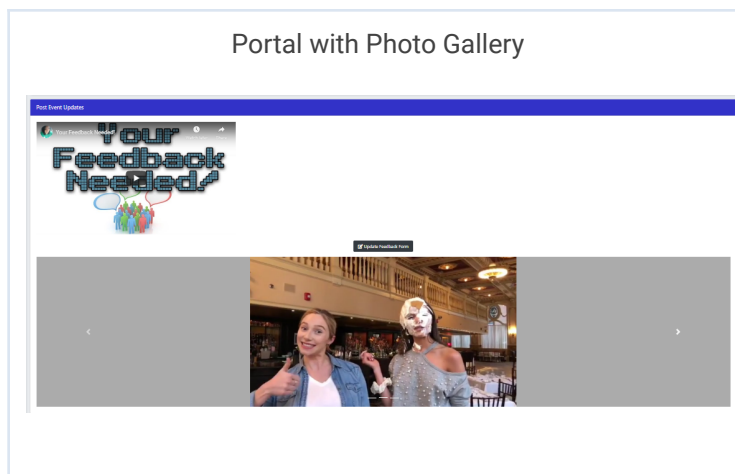 Portal with Photo Gallery
Post Event Updates
Your Feedback Needed!
Your
Feedback
Needed!
Update Feedback Form